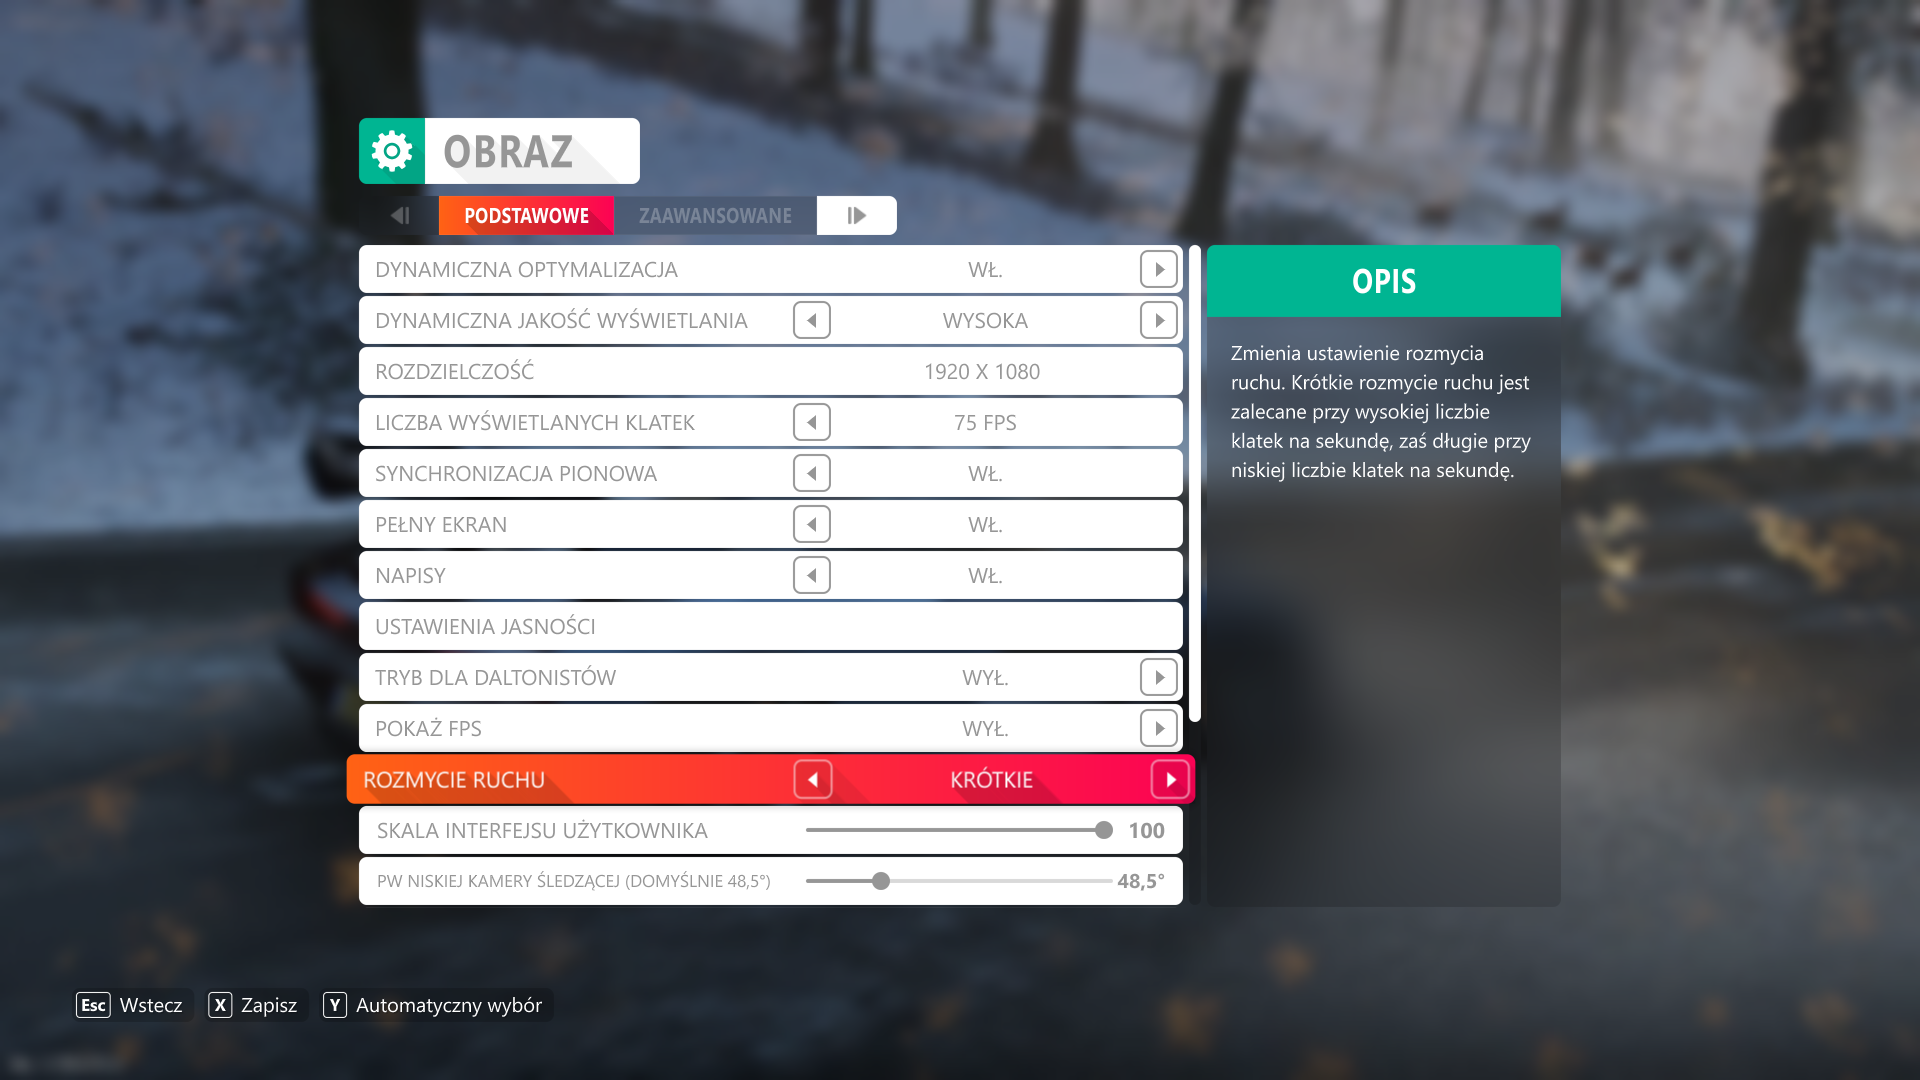 OBRAZ
PODSTAWOWE ZAAWANSOWANE
DYNAMICZNA OPTYMALIZACJA WŁ.
DYNAMICZNA JAKOŚĆ WYŚWIETLANIA WYSOKA
ROZDZIELCZOŚĆ 1920 X 1080
LICZBA WYŚWIETLANYCH KLATEK 75 FPS
SYNCHRONIZACJA PIONOWA WŁ.
PEŁNY EKRAN WŁ.
NAPISY WŁ.
USTAWIENIA JASNOŚCI
TRYB DLA DALTONISTÓW WYŁ.
POKAŻ FPS WYŁ.
ROZMYCIE RUCHU KRÓTKIE
SKALA INTERFEJSU UŻYTKOWNIKA 100
PW NISKIEJ KAMERY ŚLEDZĄCEJ (DOMYŚLNIE 48,5°) 48,5°
OPIS
Zmienia ustawienie rozmycia
ruchu. Krótkie rozmycie ruchu jest
zalecane przy wysokiej liczbie
klatek na sekundę, zaś długie przy
niskiej liczbie klatek na sekundę.
Esc Wstecz X Zapisz Y Automatyczny wybór